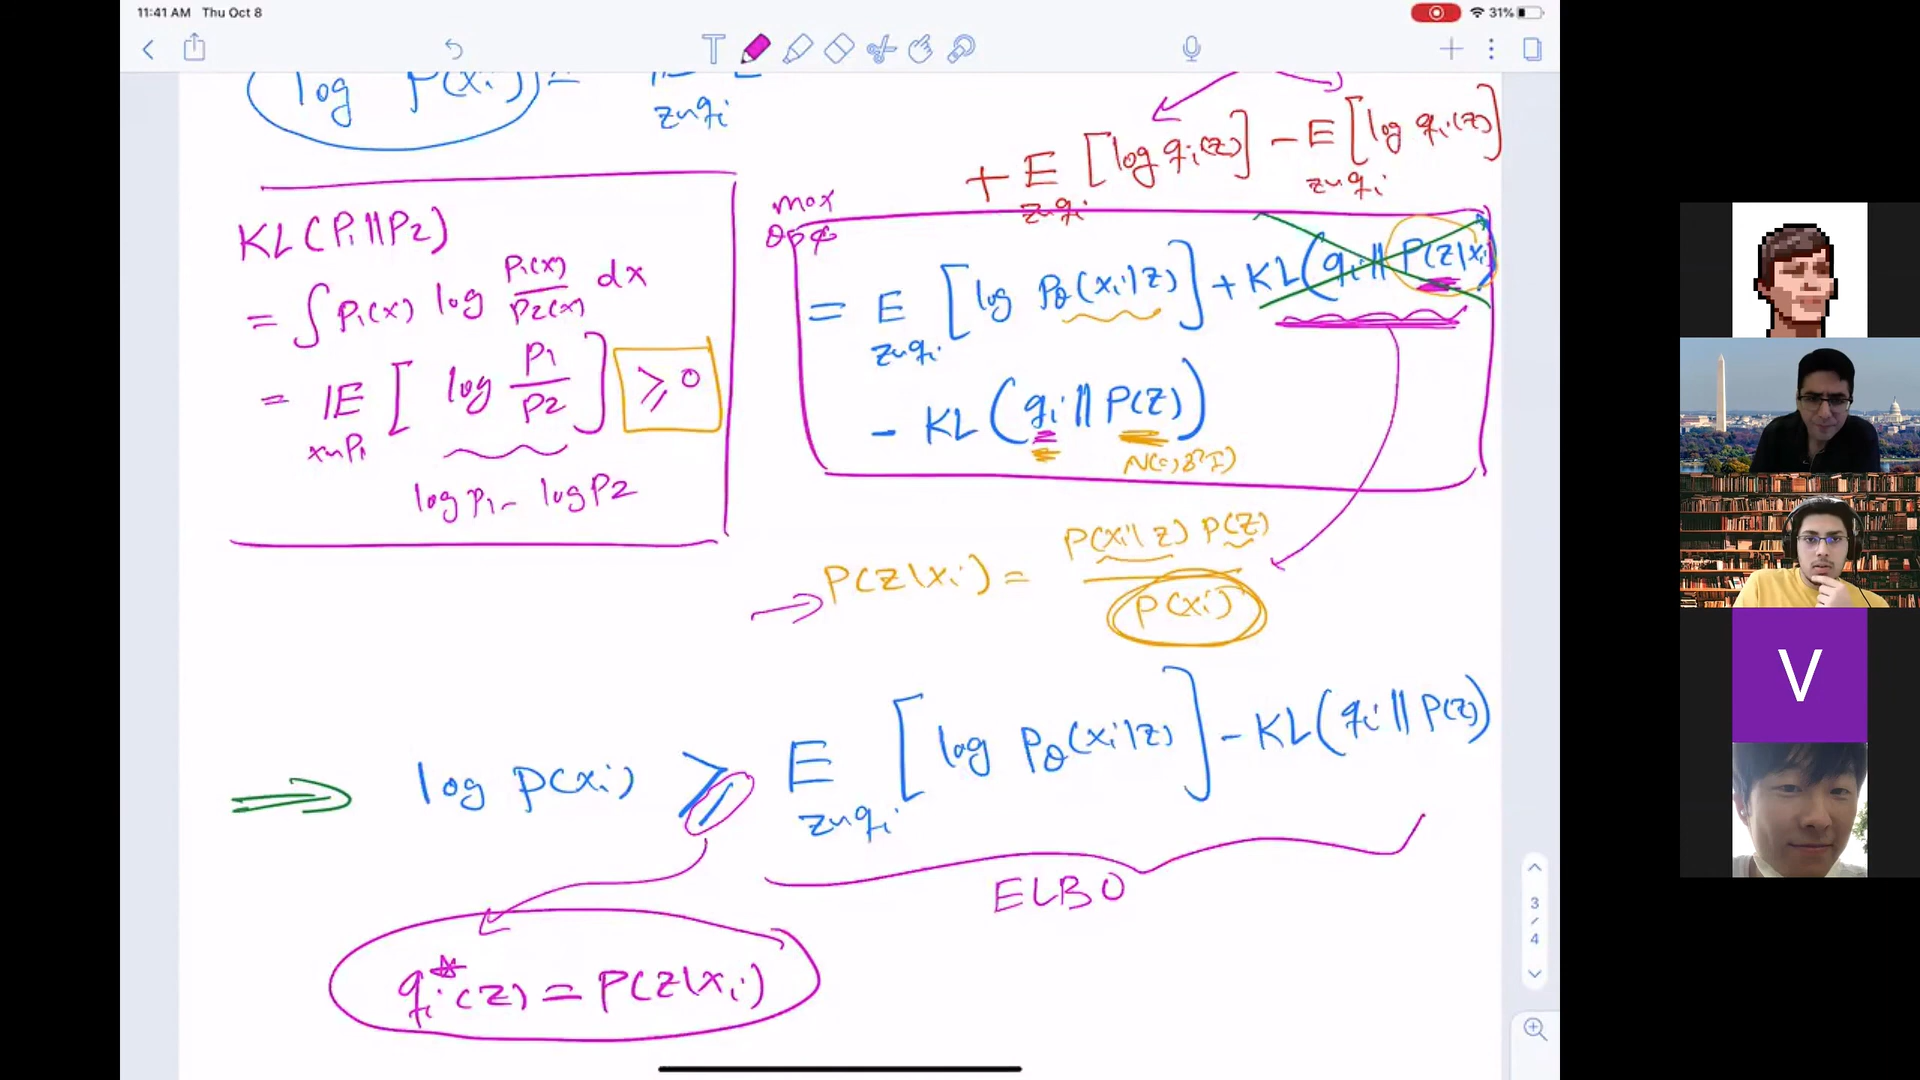 11:41 AM Thu Oct 8
31%
log P(xᵢ) =
z~qᵢ
+ E [log qᵢ(z)] - E [log qᵢ(z)]
z~qᵢ z~qᵢ
max
θ, φ
KL(P₁||P₂)
= ∫ P₁(x) log P₁(x)/P₂(x) dx
= IE [ log P₁/P₂ ] ≥ 0
x~P₁
log P₁ - log P₂
= E [log Pθ(xᵢ|z)] + KL(qᵢ || P(z|xᵢ))
z~qᵢ
- KL (qᵢ || P(z))
P(z|xᵢ) = P(xᵢ|z) P(z) / P(xᵢ)
log P(xᵢ) ≥ E [log Pθ(xᵢ|z)] - KL(qᵢ || P(z))
z~qᵢ
ELBO
qᵢ*(z) = P(z|xᵢ)
V
3
/
4